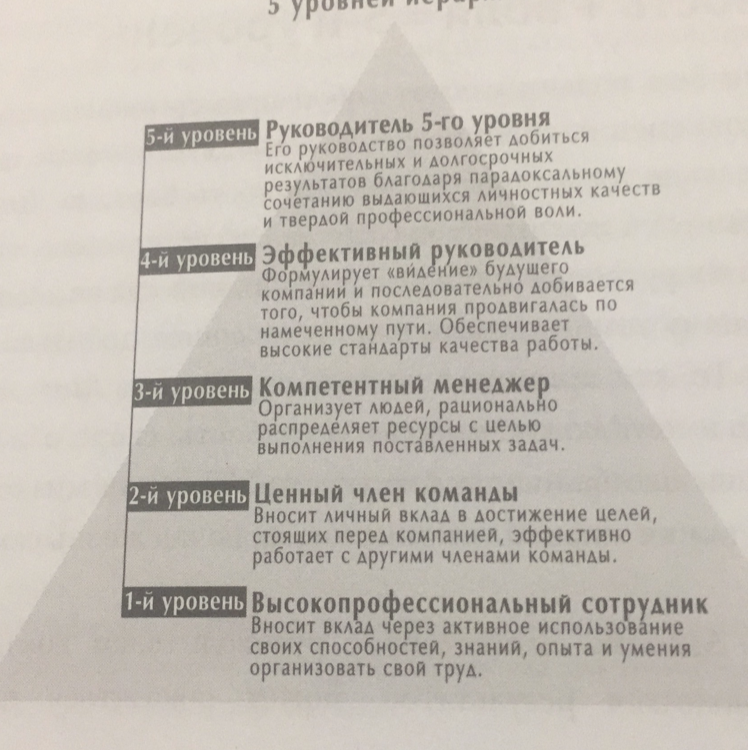 5 уровней
5-й уровень Руководитель 5-го уровня
Его руководство позволяет добиться
исключительных и долгосрочных
результатов благодаря парадоксальному
сочетанию выдающихся личностных качеств
и твердой профессиональной воли.
4-й уровень Эффективный руководитель
Формулирует «ви́дение» будущего
компании и последовательно добивается
того, чтобы компания продвигалась по
намеченному пути. Обеспечивает
высокие стандарты качества работы.
3-й уровень Компетентный менеджер
Организует людей, рационально
распределяет ресурсы с целью
выполнения поставленных задач.
2-й уровень Ценный член команды
Вносит личный вклад в достижение целей,
стоящих перед компанией, эффективно
работает с другими членами команды.
1-й уровень Высокопрофессиональный сотрудник
Вносит вклад через активное использование
своих способностей, знаний, опыта и умения
организовать свой труд.